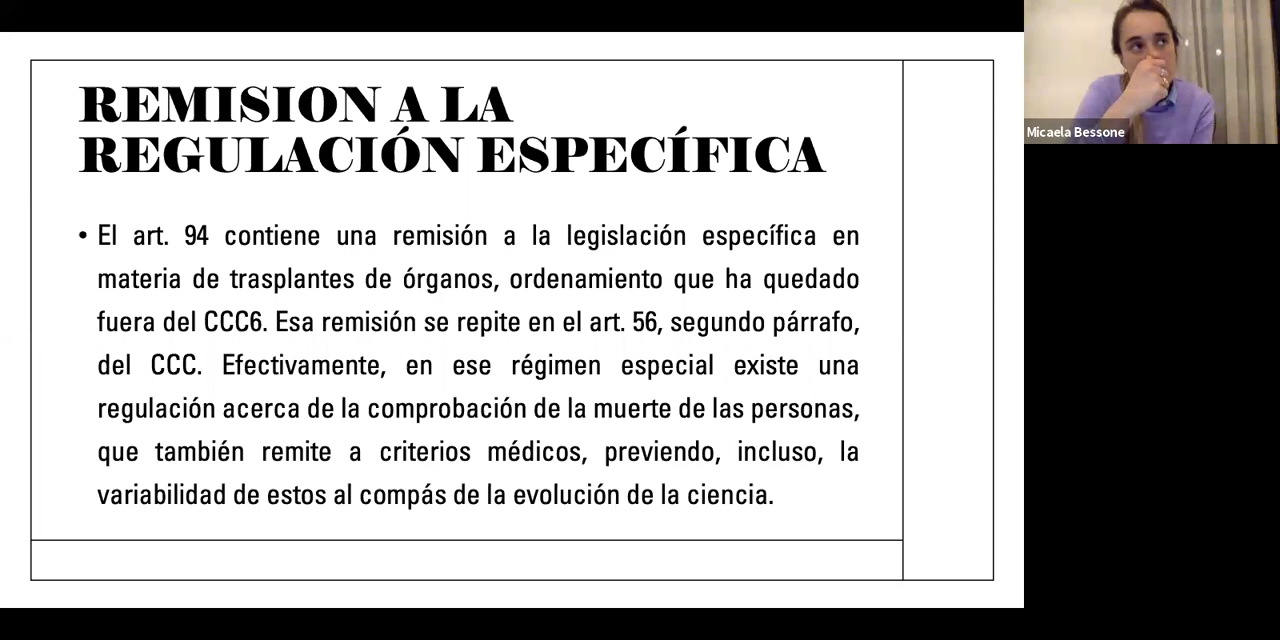 REMISION A LA
REGULACIÓN ESPECÍFICA
• El art. 94 contiene una remisión a la legislación específica en
materia de trasplantes de órganos, ordenamiento que ha quedado
fuera del CCC6. Esa remisión se repite en el art. 56, segundo párrafo,
del CCC. Efectivamente, en ese régimen especial existe una
regulación acerca de la comprobación de la muerte de las personas,
que también remite a criterios médicos, previendo, incluso, la
variabilidad de estos al compás de la evolución de la ciencia.
Micaela Bessone